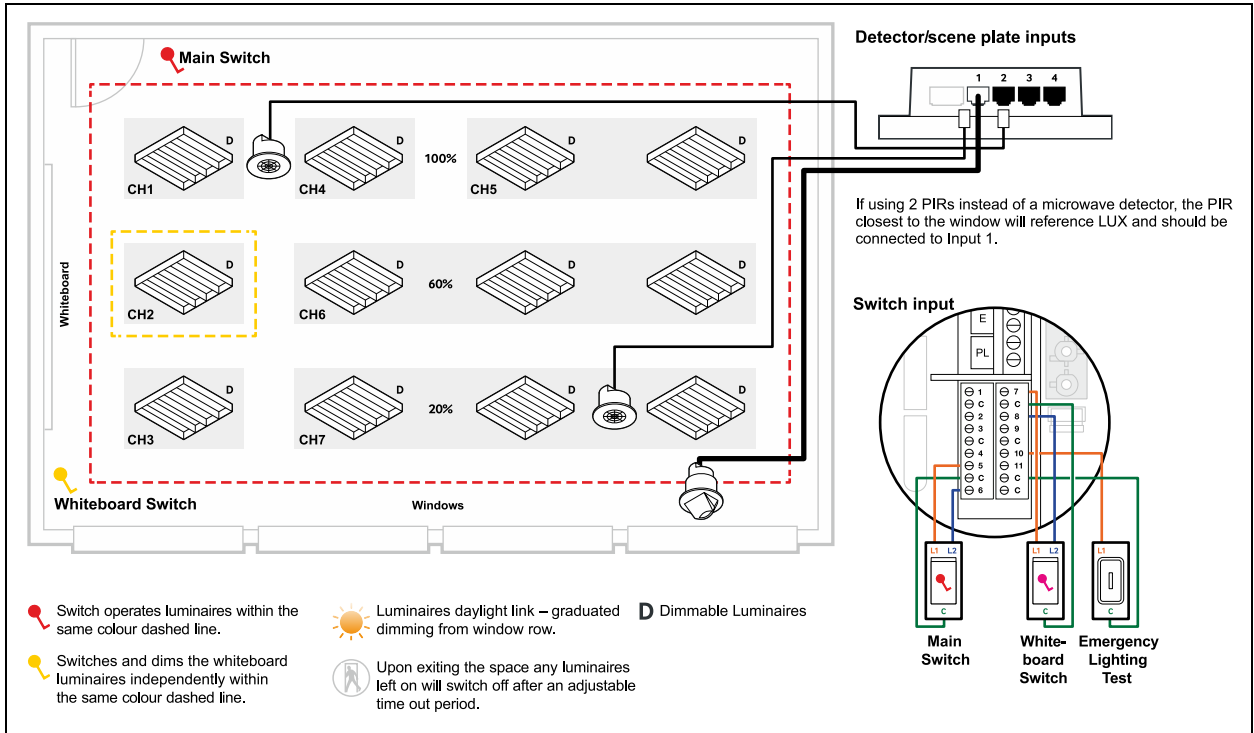 Main Switch
D
D
D
D
100%
CH1
CH4
CH5
D
D
D
D
60%
CH2
CH6
Whiteboard
D
D
D
D
20%
CH3
CH7
Whiteboard Switch
Windows
Detector/scene plate inputs
1 2 3 4
If using 2 PIRs instead of a microwave detector, the PIR
closest to the window will reference LUX and should be
connected to Input 1.
Switch input
E
PL
1 7
C C
2 8
3 9
C C
4 10
5 11
C C
6 C
L1 L2
L1 L2
L1
C
C
C
Main
Switch
White-
board
Switch
Emergency
Lighting
Test
Switch operates luminaires within the
same colour dashed line.
Switches and dims the whiteboard
luminaires independently within
the same colour dashed line.
Luminaires daylight link – graduated
dimming from window row.
Upon exiting the space any luminaires
left on will switch off after an adjustable
time out period.
D Dimmable Luminaires